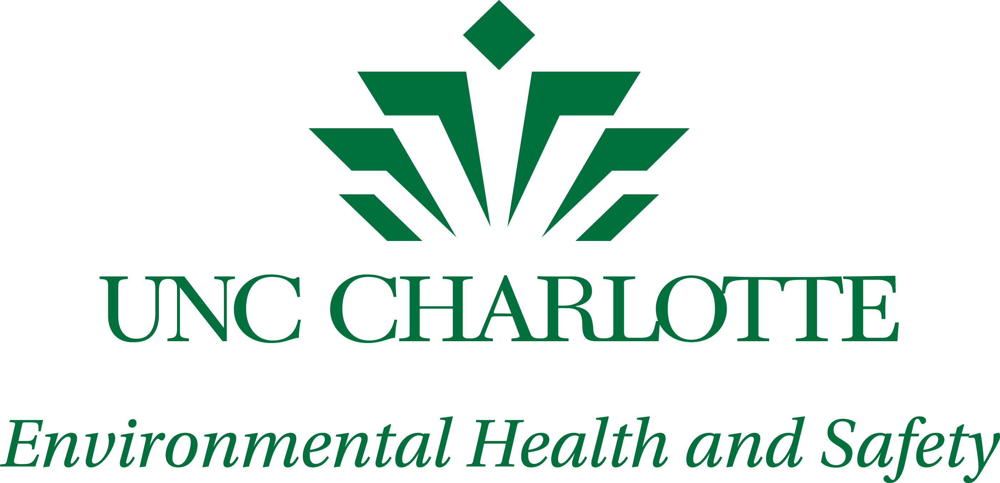 UNC CHARLOTTE
Environmental Health and Safety